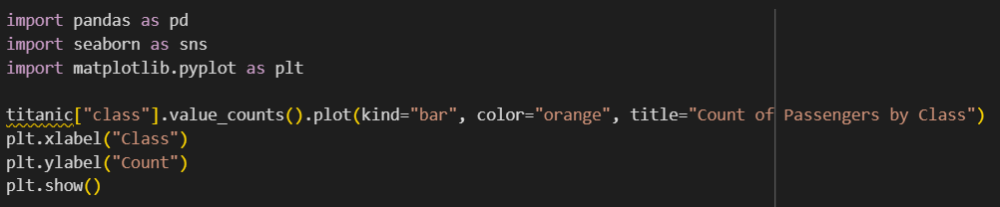 import pandas as pd
import seaborn as sns
import matplotlib.pyplot as plt
titanic["class"].value_counts().plot(kind="bar", color="orange", title="Count of Passengers by Class")
plt.xlabel("Class")
plt.ylabel("Count")
plt.show()